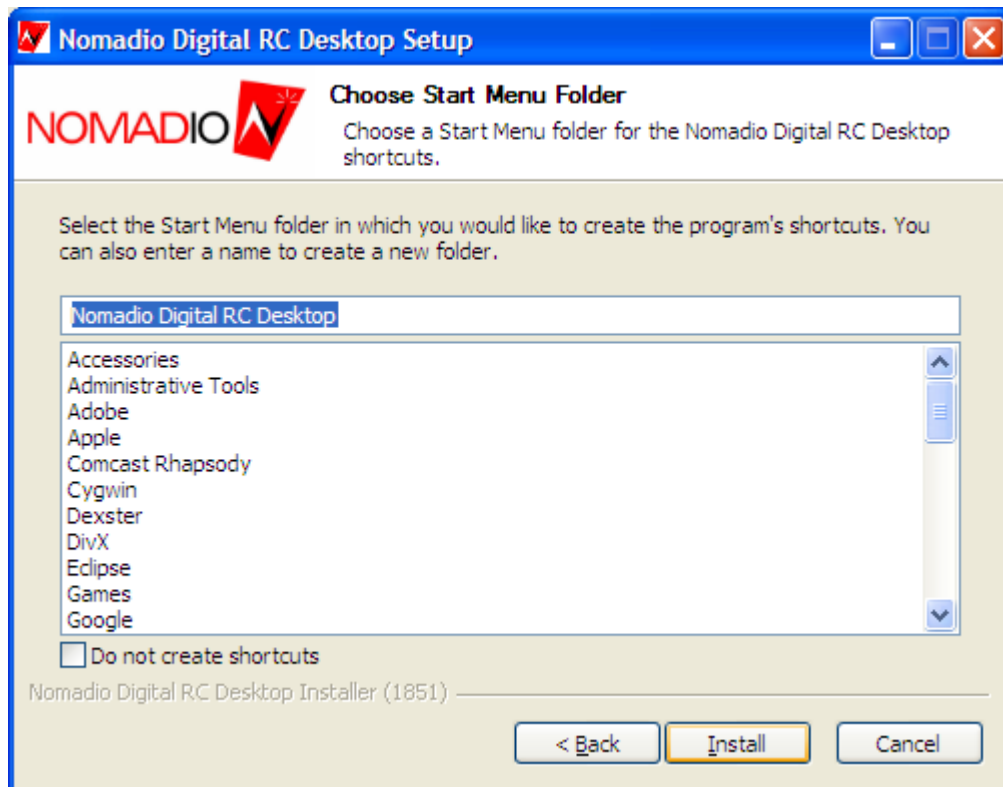 Nomadio Digital RC Desktop Setup
NOMADIO
Choose Start Menu Folder
Choose a Start Menu folder for the Nomadio Digital RC Desktop
shortcuts.
Select the Start Menu folder in which you would like to create the program's shortcuts. You
can also enter a name to create a new folder.
Nomadio Digital RC Desktop
Accessories
Administrative Tools
Adobe
Apple
Comcast Rhapsody
Cygwin
Dexster
DivX
Eclipse
Games
Google
Do not create shortcuts
Nomadio Digital RC Desktop Installer (1851)
< Back Install Cancel